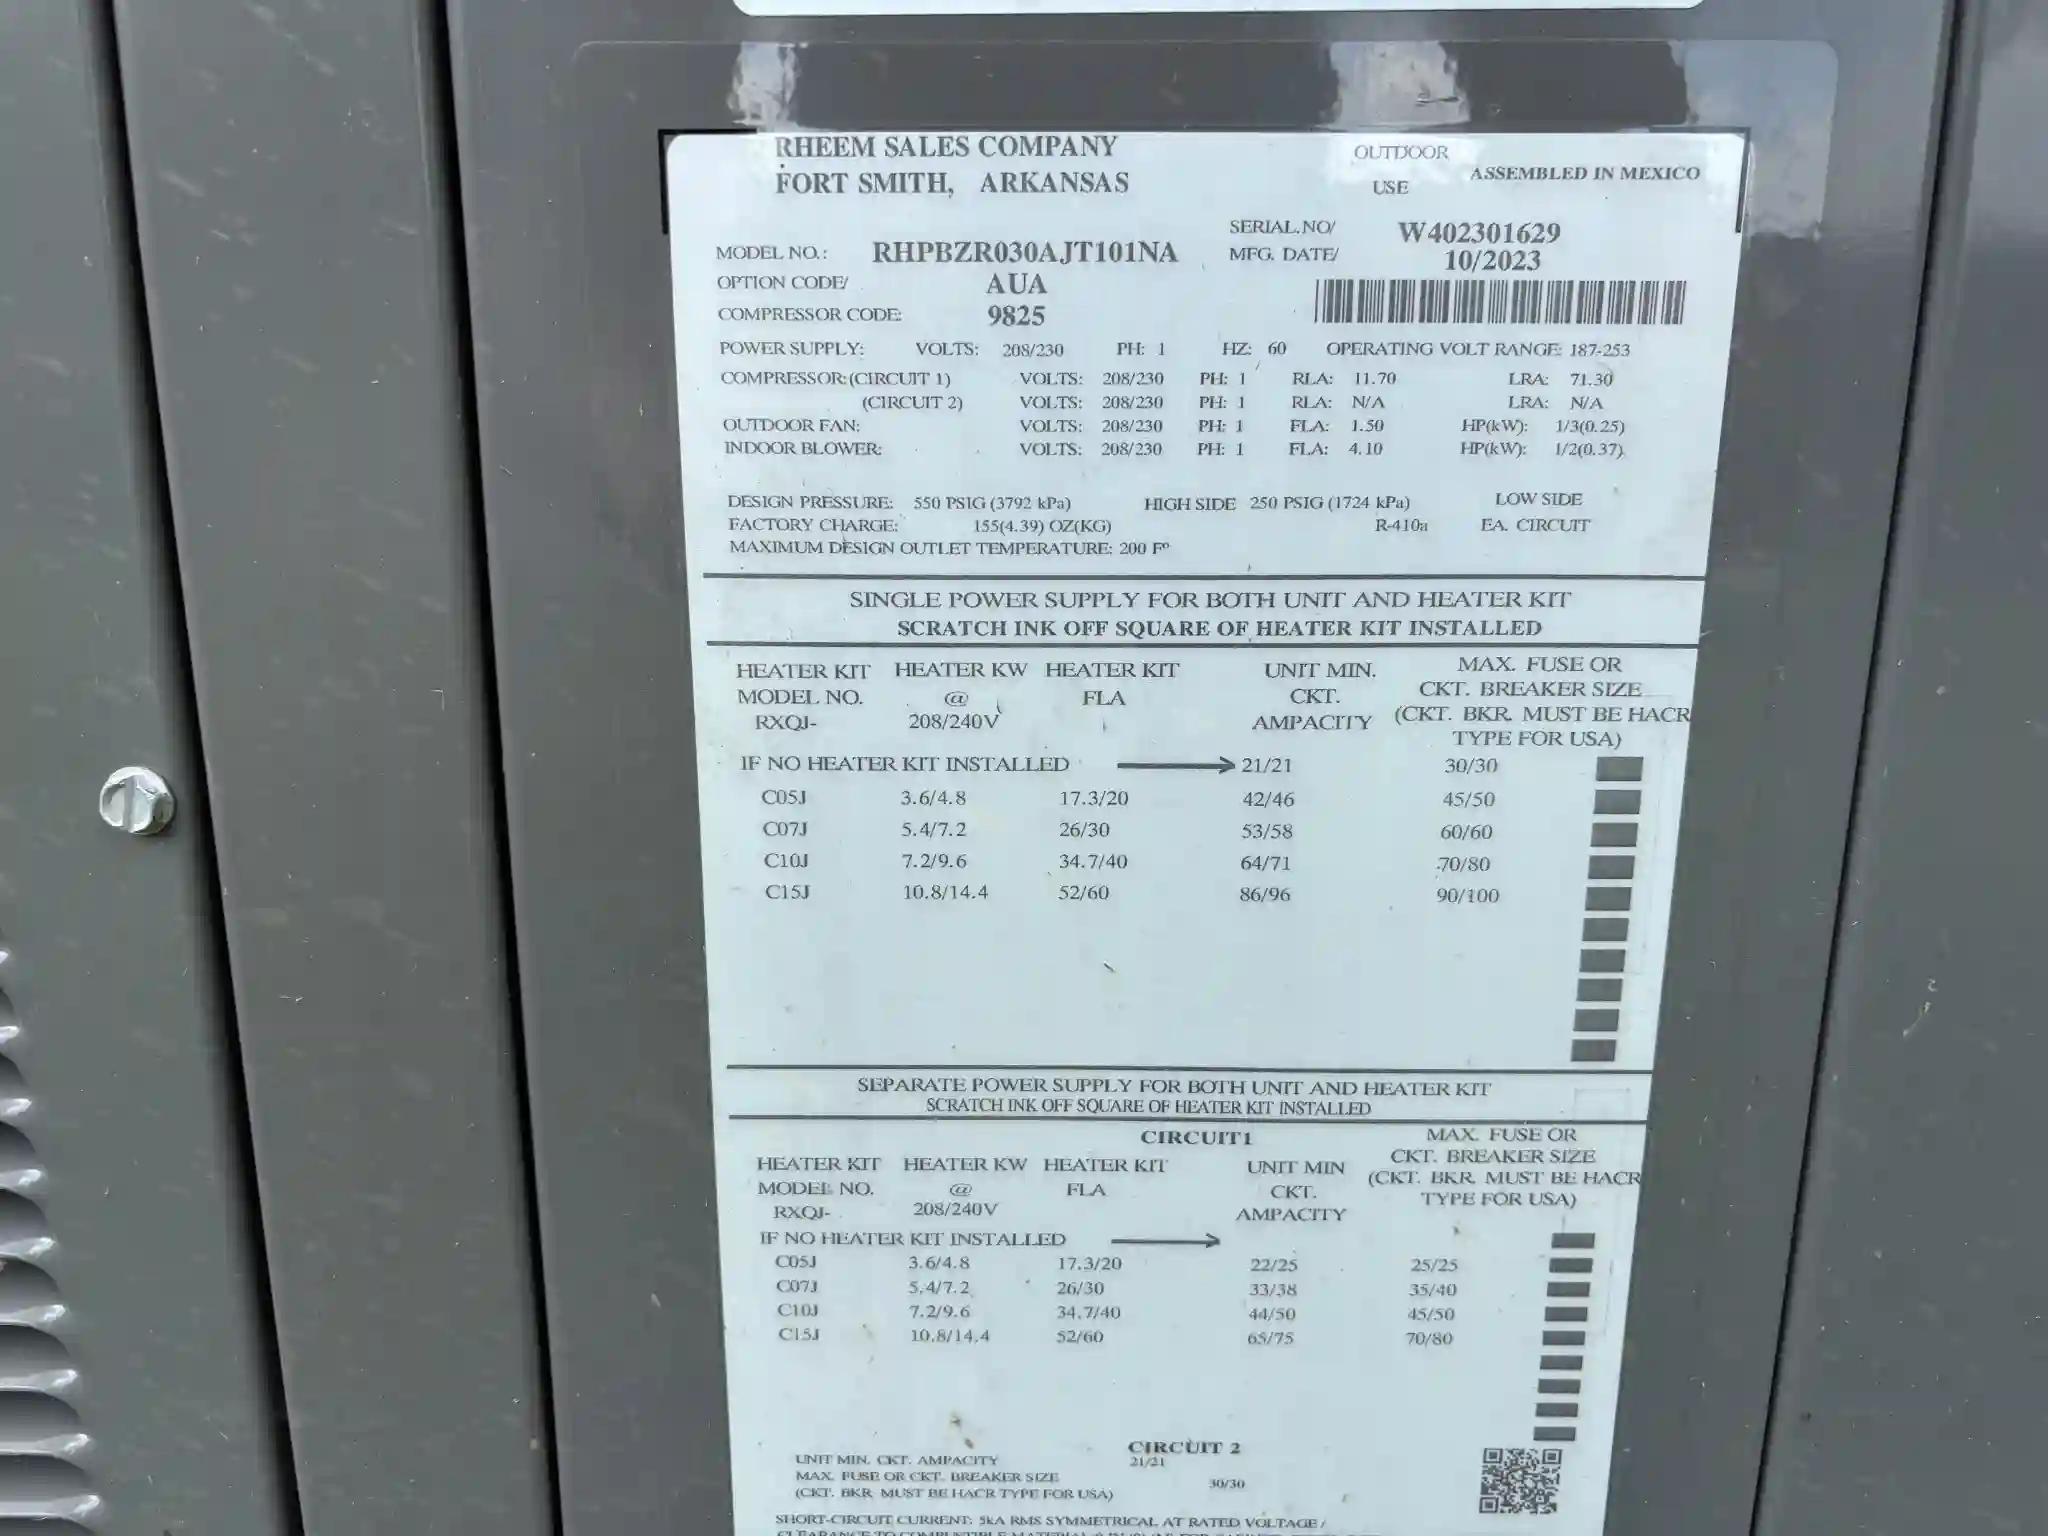 RHEEM SALES COMPANY
FORT SMITH, ARKANSAS
OUTDOOR
USE
ASSEMBLED IN MEXICO
MODEL NO.: RHPBZR030AJT101NA
SERIAL.NO/ W402301629
MFG. DATE/ 10/2023
OPTION CODE/ AUA
COMPRESSOR CODE: 9825
POWER SUPPLY: VOLTS: 208/230 PH: 1 HZ: 60 OPERATING VOLT RANGE: 187-253
COMPRESSOR:(CIRCUIT 1) VOLTS: 208/230 PH: 1 RLA: 11.70 LRA: 71.30
(CIRCUIT 2) VOLTS: 208/230 PH: 1 RLA: N/A LRA: N/A
OUTDOOR FAN: VOLTS: 208/230 PH: 1 FLA: 1.50 HP(kW): 1/3(0.25)
INDOOR BLOWER: VOLTS: 208/230 PH: 1 FLA: 4.10 HP(kW): 1/2(0.37)
DESIGN PRESSURE: 550 PSIG (3792 kPa) HIGH SIDE 250 PSIG (1724 kPa) LOW SIDE
FACTORY CHARGE: 155(4.39) OZ(KG) R-410a EA. CIRCUIT
MAXIMUM DESIGN OUTLET TEMPERATURE: 200 Fº
SINGLE POWER SUPPLY FOR BOTH UNIT AND HEATER KIT
SCRATCH INK OFF SQUARE OF HEATER KIT INSTALLED
HEATER KIT HEATER KW HEATER KIT UNIT MIN. MAX. FUSE OR
MODEL NO. @ FLA CKT. CKT. BREAKER SIZE
RXQJ- 208/240V AMPACITY (CKT. BKR. MUST BE HACR
TYPE FOR USA)
IF NO HEATER KIT INSTALLED 21/21 30/30
C05J 3.6/4.8 17.3/20 42/46 45/50
C07J 5.4/7.2 26/30 53/58 60/60
C10J 7.2/9.6 34.7/40 64/71 70/80
C15J 10.8/14.4 52/60 86/96 90/100
SEPARATE POWER SUPPLY FOR BOTH UNIT AND HEATER KIT
SCRATCH INK OFF SQUARE OF HEATER KIT INSTALLED
CIRCUIT1
HEATER KIT HEATER KW HEATER KIT UNIT MIN MAX. FUSE OR
MODEL NO. @ FLA CKT. CKT. BREAKER SIZE
RXQJ- 208/240V AMPACITY (CKT. BKR. MUST BE HACR
TYPE FOR USA)
IF NO HEATER KIT INSTALLED
C05J 3.6/4.8 17.3/20 22/25 25/25
C07J 5.4/7.2 26/30 33/38 35/40
C10J 7.2/9.6 34.7/40 44/50 45/50
C15J 10.8/14.4 52/60 65/75 70/80
CIRCUIT 2
UNIT MIN. CKT. AMPACITY 21/21
MAX. FUSE OR CKT. BREAKER SIZE 30/30
(CKT. BKR. MUST BE HACR TYPE FOR USA)
SHORT-CIRCUIT CURRENT: 5kA RMS SYMMETRICAL AT RATED VOLTAGE /